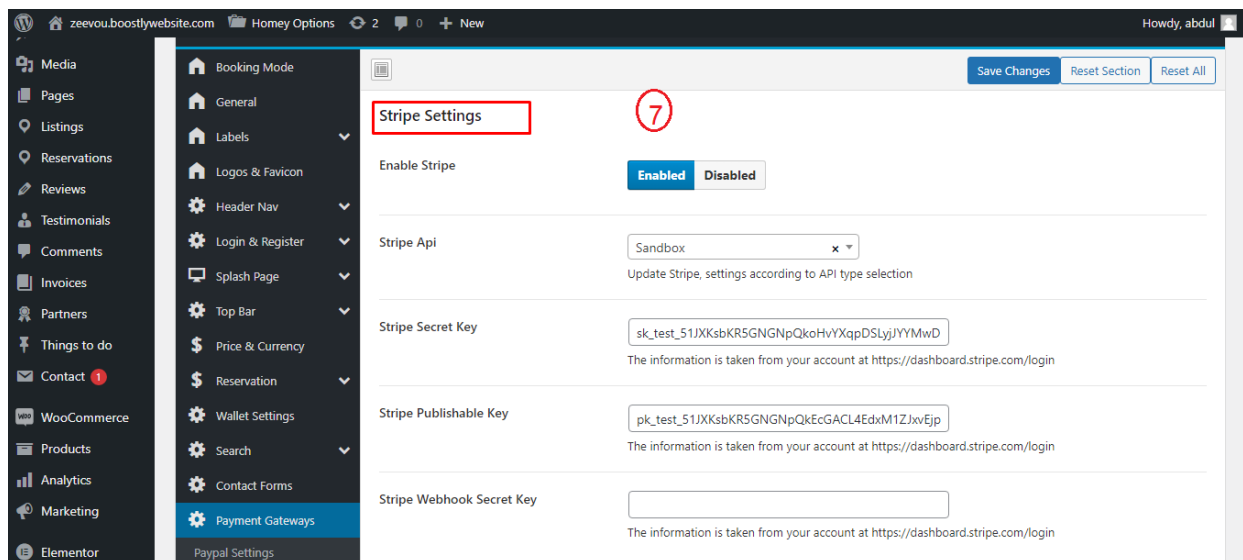 zeevou.boostlywebsite.com Homey Options 2 0 + New Howdy, abdul
Media
Pages
Listings
Reservations
Reviews
Testimonials
Comments
Invoices
Partners
Things to do
Contact 1
WooCommerce
Products
Analytics
Marketing
Elementor
Booking Mode
General
Labels
Logos & Favicon
Header Nav
Login & Register
Splash Page
Top Bar
Price & Currency
Reservation
Wallet Settings
Search
Contact Forms
Payment Gateways
Paypal Settings
Save Changes Reset Section Reset All
Stripe Settings 7
Enable Stripe Enabled Disabled
Stripe Api Sandbox × 
Update Stripe, settings according to API type selection
Stripe Secret Key sk_test_51JXKsbKR5GNGNpQkoHvYXqpDSLyjJYYMwD
The information is taken from your account at https://dashboard.stripe.com/login
Stripe Publishable Key pk_test_51JXKsbKR5GNGNpQkEcGACL4EdxM1ZJxvEjp
The information is taken from your account at https://dashboard.stripe.com/login
Stripe Webhook Secret Key
The information is taken from your account at https://dashboard.stripe.com/login